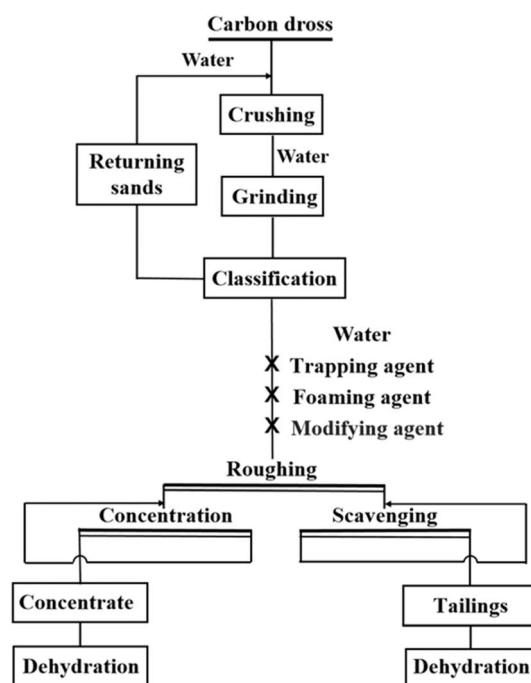 Carbon dross
Water
Crushing
Water
Returning
sands
Grinding
Classification
Water
Trapping agent
Foaming agent
Modifying agent
Roughing
Concentration
Scavenging
Concentrate
Tailings
Dehydration
Dehydration